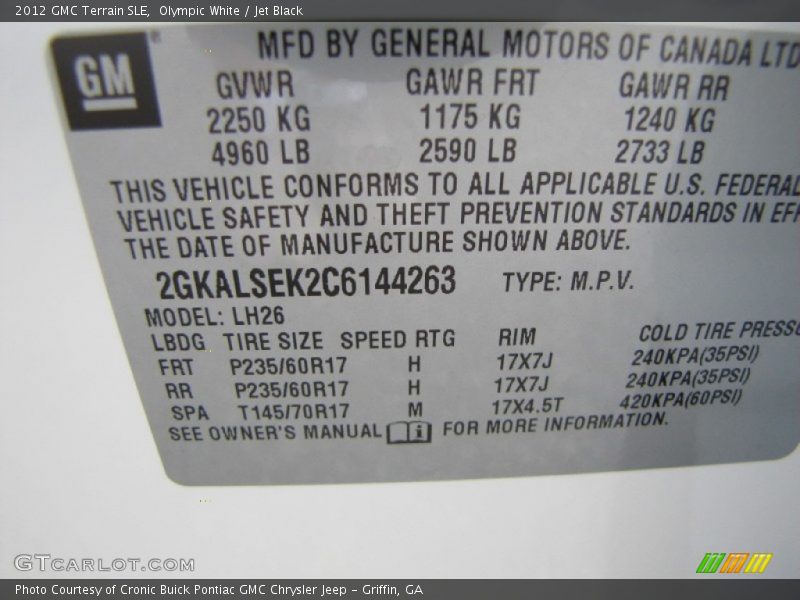 2012 GMC Terrain SLE, Olympic White / Jet Black
GM
MFD BY GENERAL MOTORS OF CANADA LTD
GVWR GAWR FRT GAWR RR
2250 KG 1175 KG 1240 KG
4960 LB 2590 LB 2733 LB
THIS VEHICLE CONFORMS TO ALL APPLICABLE U.S. FEDERAL
VEHICLE SAFETY AND THEFT PREVENTION STANDARDS IN EFF
THE DATE OF MANUFACTURE SHOWN ABOVE.
2GKALSEK2C6144263 TYPE: M.P.V.
MODEL: LH26
LBDG TIRE SIZE SPEED RTG RIM COLD TIRE PRESSU
FRT P235/60R17 H 17X7J 240KPA(35PSI)
RR P235/60R17 H 17X7J 240KPA(35PSI)
SPA T145/70R17 M 17X4.5T 420KPA(60PSI)
SEE OWNER'S MANUAL i FOR MORE INFORMATION.
GTCARLOT.COM
Photo Courtesy of Cronic Buick Pontiac GMC Chrysler Jeep - Griffin, GA